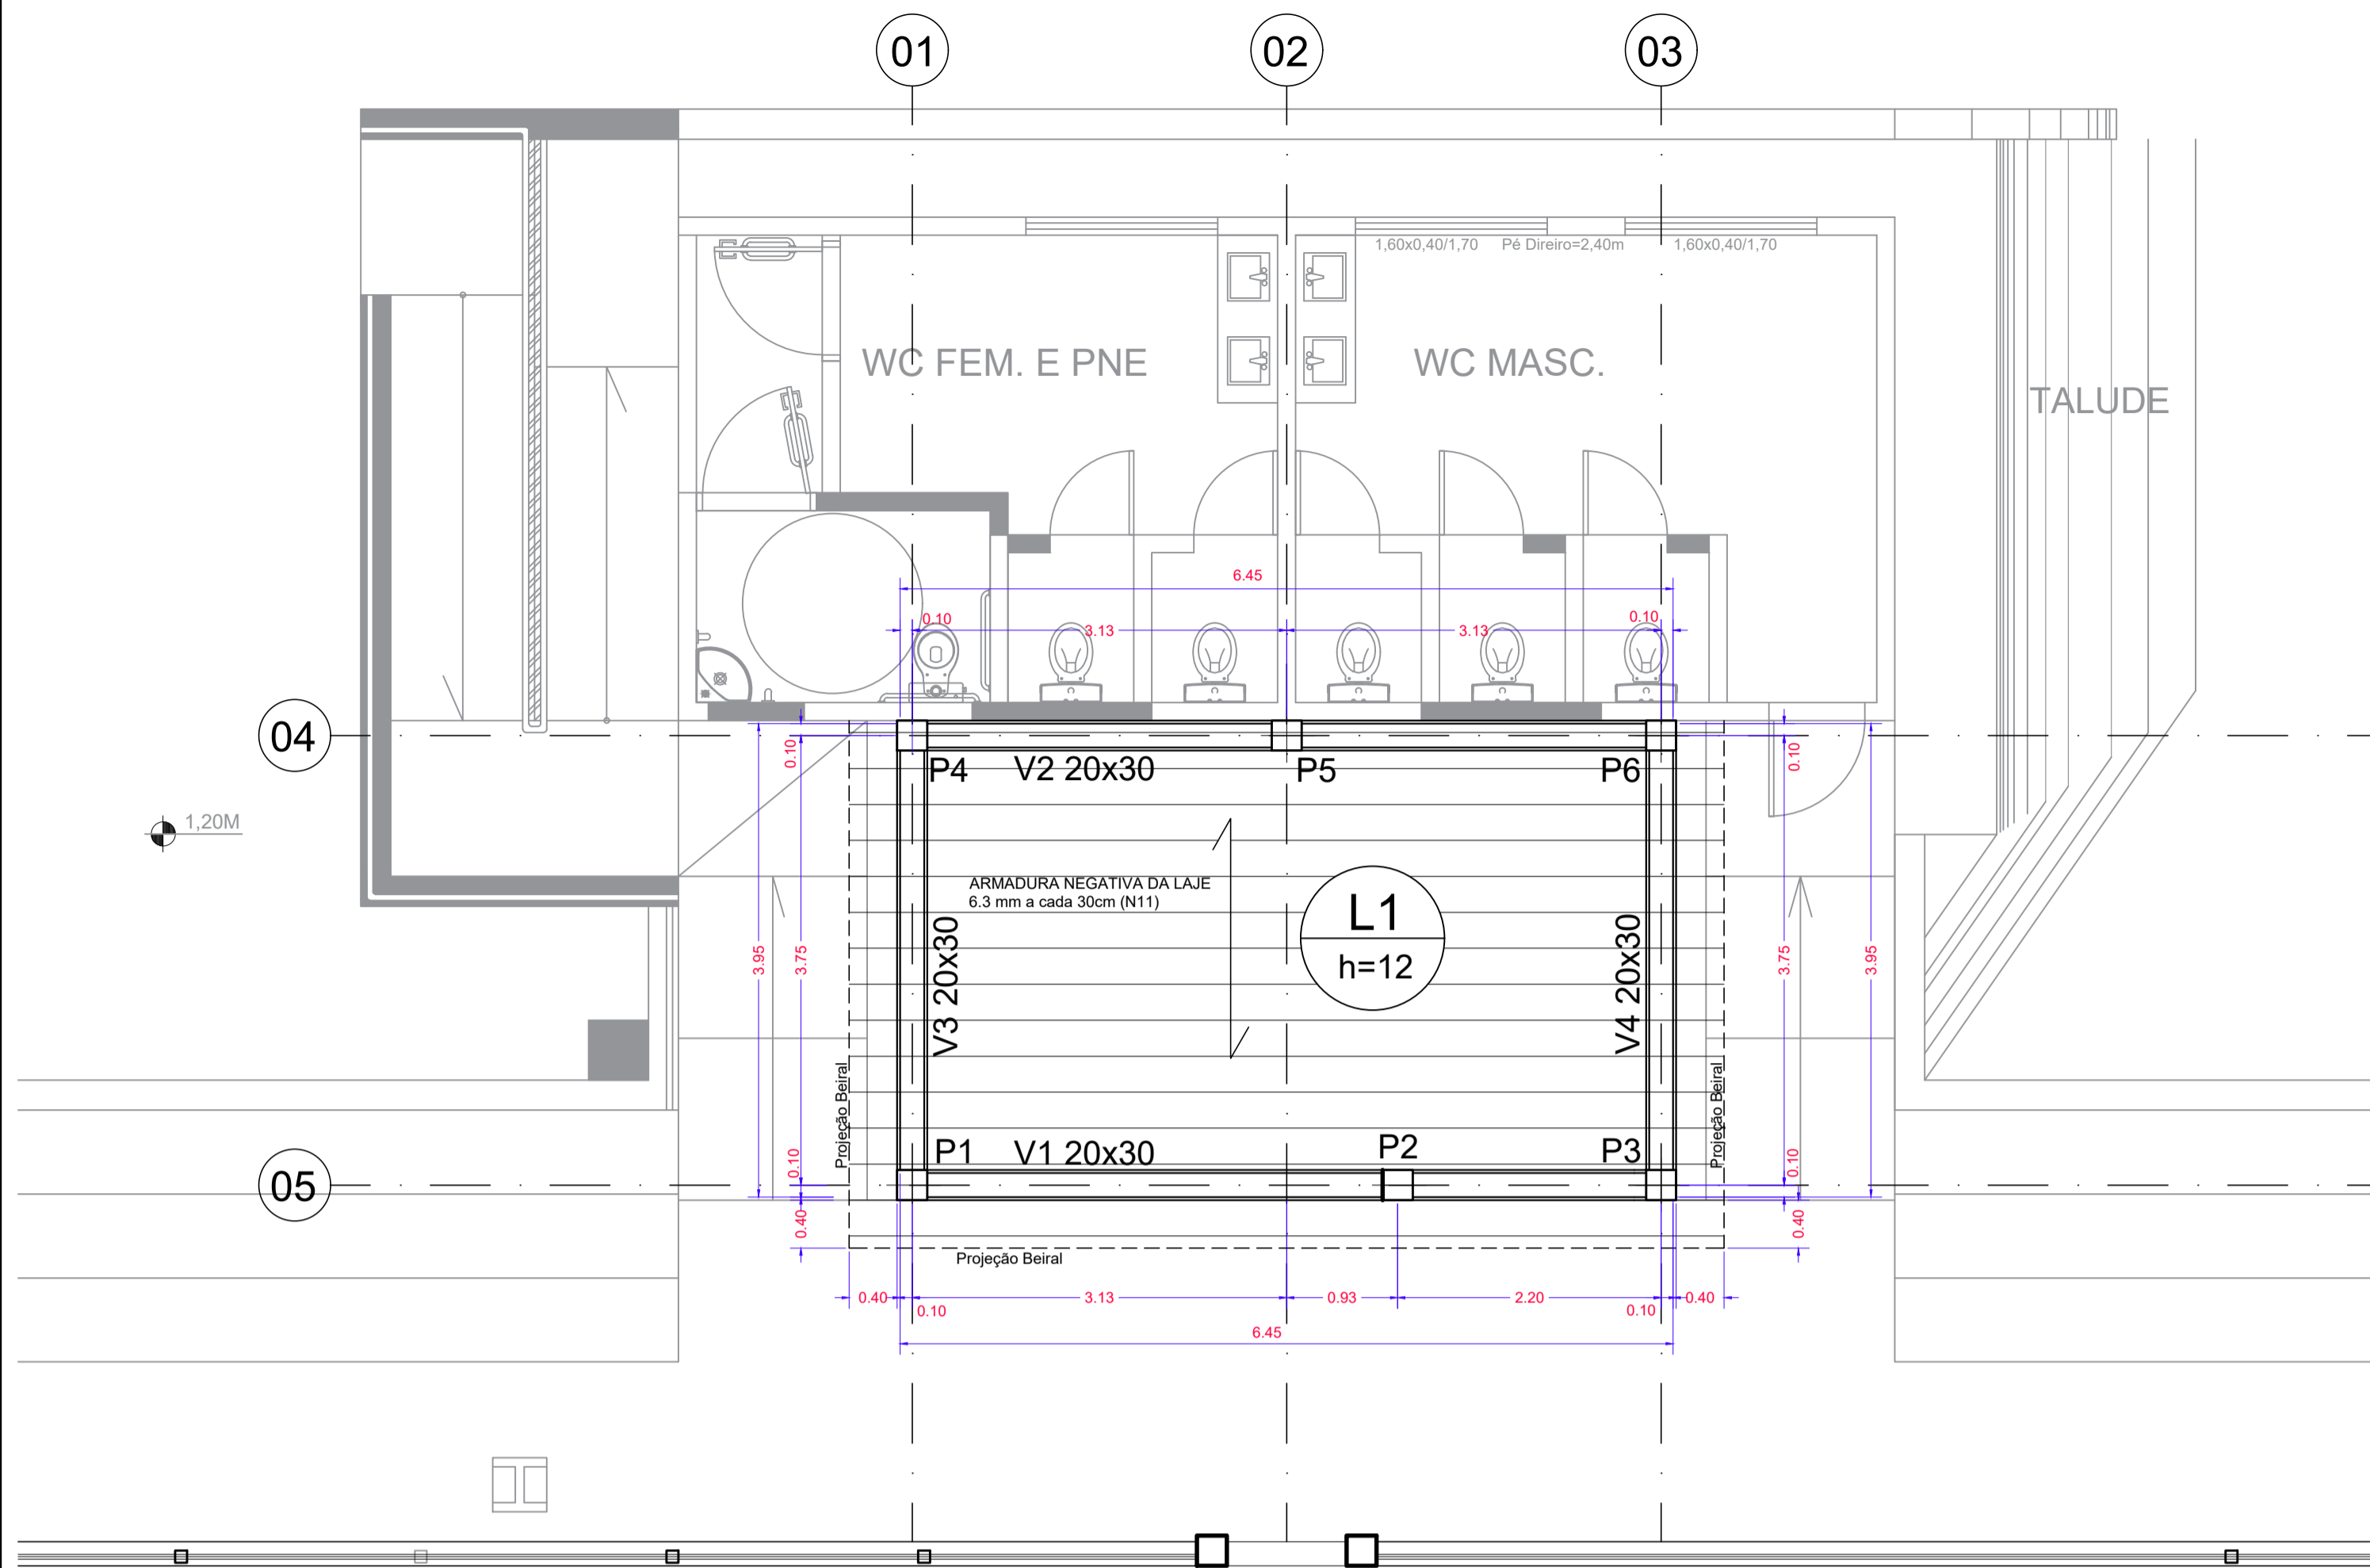 01
02
03
1,60x0,40/1,70
Pé Direiro=2,40m
1,60x0,40/1,70
WC FEM. E PNE
WC MASC.
TALUDE
6.45
0.10
0.10
3.13
3.13
04
0.10
0.10
P4
V2 20x30
P5
P6
1,20M
ARMADURA NEGATIVA DA LAJE
6.3 mm a cada 30cm (N11)
L1
h=12
3.95
3.75
V3 20x30
V4 20x30
3.75
3.95
Projeção Beiral
Projeção Beiral
P1
V1 20x30
P2
P3
0.10
0.10
05
0.40
0.40
Projeção Beiral
0.40
3.13
0.93
2.20
0.40
0.10
0.10
6.45